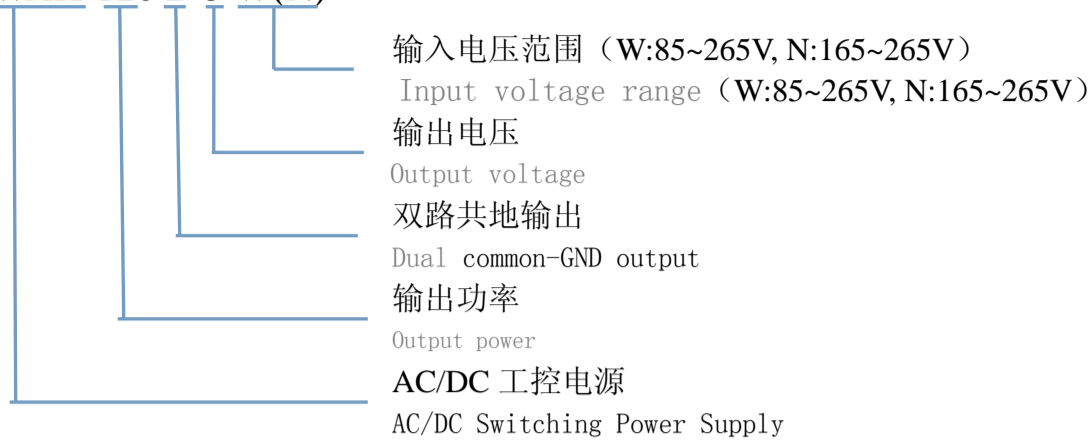 输入电压范围（W:85~265V, N:165~265V）
Input voltage range（W:85~265V, N:165~265V）
输出电压
Output voltage
双路共地输出
Dual common-GND output
输出功率
Output power
AC/DC 工控电源
AC/DC Switching Power Supply